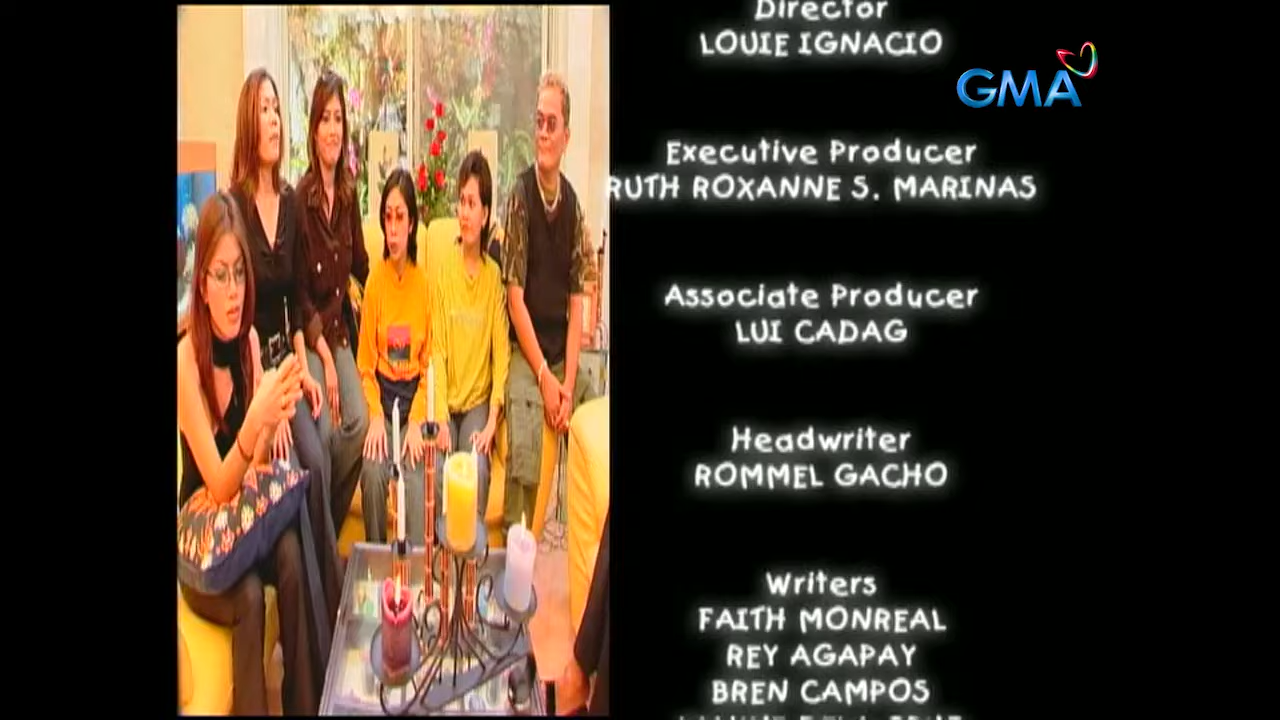 Director
LOUIE IGNACIO
GMA
Executive Producer
RUTH ROXANNE S. MARINAS
Associate Producer
LUI CADAG
Headwriter
ROMMEL GACHO
Writers
FAITH MONREAL
REY AGAPAY
BREN CAMPOS